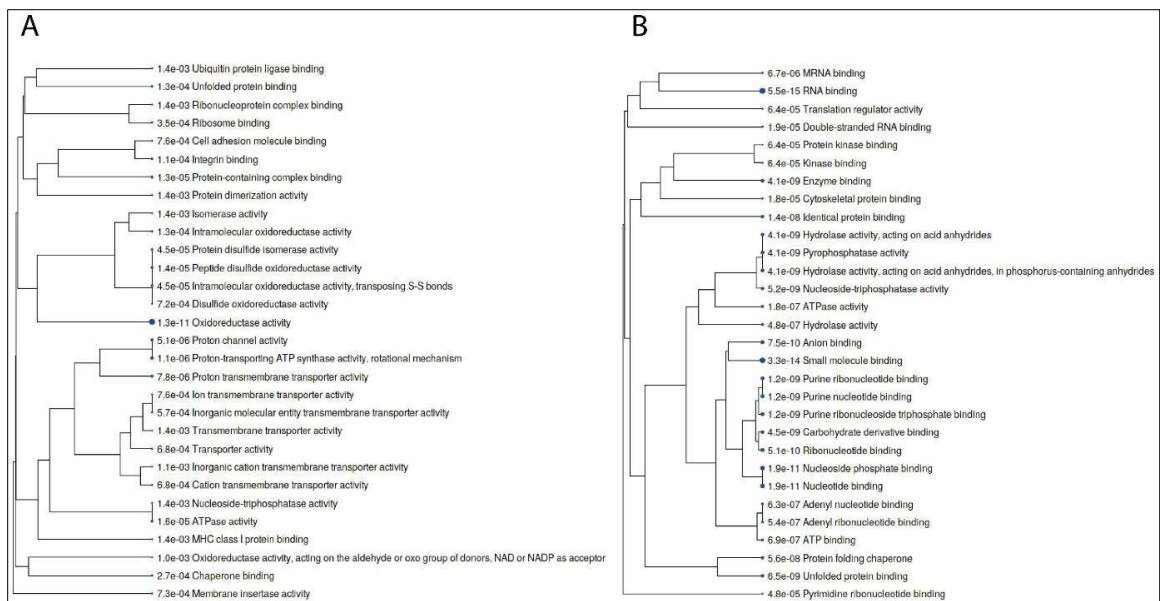 A
1.4e-03 Ubiquitin protein ligase binding
1.3e-04 Unfolded protein binding
1.4e-03 Ribonucleoprotein complex binding
3.5e-04 Ribosome binding
7.6e-04 Cell adhesion molecule binding
1.1e-04 Integrin binding
1.3e-05 Protein-containing complex binding
1.4e-03 Protein dimerization activity
1.4e-03 Isomerase activity
1.3e-04 Intramolecular oxidoreductase activity
4.5e-05 Protein disulfide isomerase activity
1.4e-05 Peptide disulfide oxidoreductase activity
4.5e-05 Intramolecular oxidoreductase activity, transposing S-S bonds
7.2e-04 Disulfide oxidoreductase activity
1.3e-11 Oxidoreductase activity
5.1e-06 Proton channel activity
1.1e-06 Proton-transporting ATP synthase activity, rotational mechanism
7.8e-06 Proton transmembrane transporter activity
7.6e-04 Ion transmembrane transporter activity
5.7e-04 Inorganic molecular entity transmembrane transporter activity
1.4e-03 Transmembrane transporter activity
6.8e-04 Transporter activity
1.1e-03 Inorganic cation transmembrane transporter activity
6.8e-04 Cation transmembrane transporter activity
1.4e-03 Nucleoside-triphosphatase activity
1.6e-05 ATPase activity
1.4e-03 MHC class I protein binding
1.0e-03 Oxidoreductase activity, acting on the aldehyde or oxo group of donors, NAD or NADP as acceptor
2.7e-04 Chaperone binding
7.3e-04 Membrane insertase activity
B
6.7e-06 MRNA binding
5.5e-15 RNA binding
6.4e-05 Translation regulator activity
1.9e-05 Double-stranded RNA binding
6.4e-05 Protein kinase binding
6.4e-05 Kinase binding
4.1e-09 Enzyme binding
1.8e-05 Cytoskeletal protein binding
1.4e-08 Identical protein binding
4.1e-09 Hydrolase activity, acting on acid anhydrides
4.1e-09 Pyrophosphatase activity
4.1e-09 Hydrolase activity, acting on acid anhydrides, in phosphorus-containing anhydrides
5.2e-09 Nucleoside-triphosphatase activity
1.8e-07 ATPase activity
4.8e-07 Hydrolase activity
7.5e-10 Anion binding
3.3e-14 Small molecule binding
1.2e-09 Purine ribonucleotide binding
1.2e-09 Purine nucleotide binding
1.2e-09 Purine ribonucleoside triphosphate binding
4.5e-09 Carbohydrate derivative binding
5.1e-10 Ribonucleotide binding
1.9e-11 Nucleoside phosphate binding
1.9e-11 Nucleotide binding
6.3e-07 Adenyl nucleotide binding
5.4e-07 Adenyl ribonucleotide binding
6.9e-07 ATP binding
5.6e-08 Protein folding chaperone
6.5e-09 Unfolded protein binding
4.8e-05 Pyrimidine ribonucleotide binding